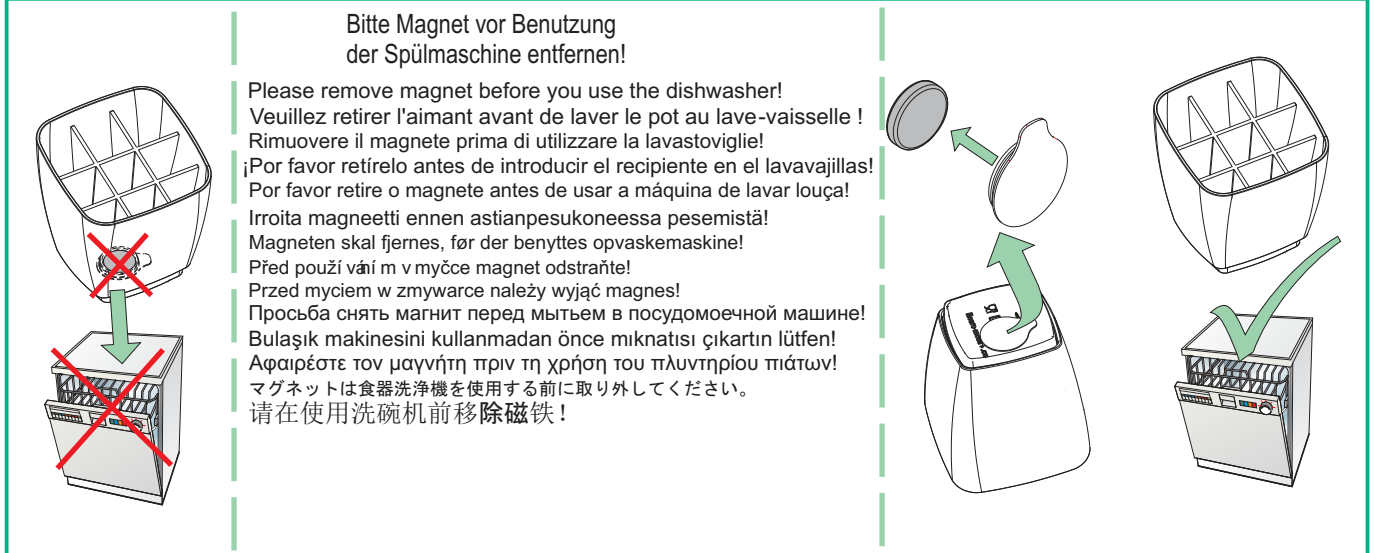 Bitte Magnet vor Benutzung
der Spülmaschine entfernen!
Please remove magnet before you use the dishwasher!
Veuillez retirer l'aimant avant de laver le pot au lave-vaisselle !
Rimuovere il magnete prima di utilizzare la lavastoviglie!
¡Por favor retírelo antes de introducir el recipiente en el lavavajillas!
Por favor retire o magnete antes de usar a máquina de lavar louça!
Irroita magneetti ennen astianpesukoneessa pesemistä!
Magneten skal fjernes, før der benyttes opvaskemaskine!
Před použí vání m v myčce magnet odstraňte!
Przed myciem w zmywarce należy wyjąć magnes!
Просьба снять магнит перед мытьем в посудомоечной машине!
Bulaşık makinesini kullanmadan önce mıknatısı çıkartın lütfen!
Αφαιρέστε τον μαγνήτη πριν τη χρήση του πλυντηρίου πιάτων!
マグネットは食器洗浄機を使用する前に取り外してください。
请在使用洗碗机前移除磁铁！